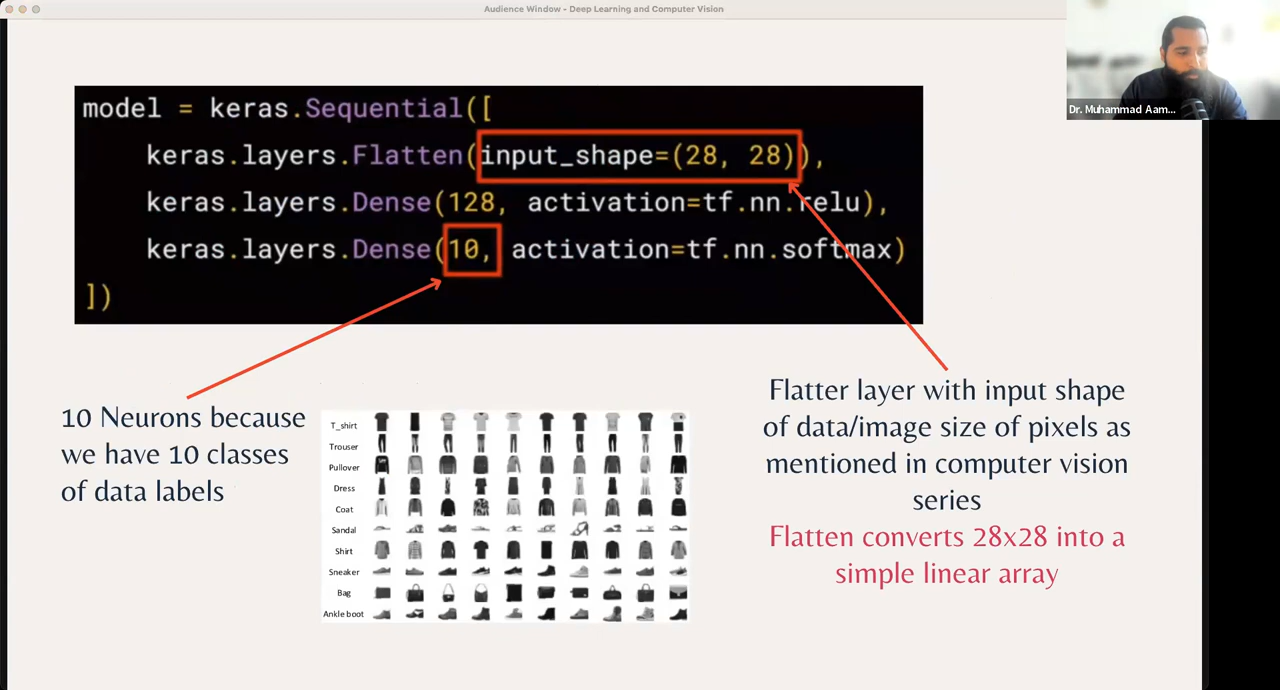 Audience Window - Deep Learning and Computer Vision
Dr. Muhammad Aam...
model = keras.Sequential([
keras.layers.Flatten(input_shape=(28, 28)),
keras.layers.Dense(128, activation=tf.nn.relu),
keras.layers.Dense(10, activation=tf.nn.softmax)
])
10 Neurons because
we have 10 classes
of data labels
T_shirt
Trouser
Pullover
Dress
Coat
Sandal
Shirt
Sneaker
Bag
Ankle boot
Flatter layer with input shape
of data/image size of pixels as
mentioned in computer vision
series
Flatten converts 28x28 into a
simple linear array